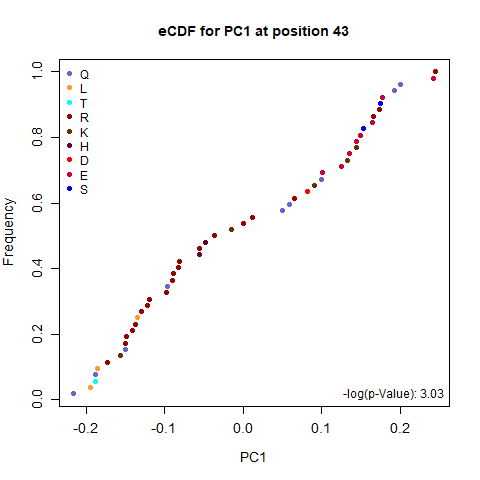 eCDF for PC1 at position 43
Frequency
1.0
0.8
0.6
0.4
0.2
0.0
Q
L
T
R
K
H
D
E
S
-log(p-Value): 3.03
-0.2 -0.1 0.0 0.1 0.2
PC1